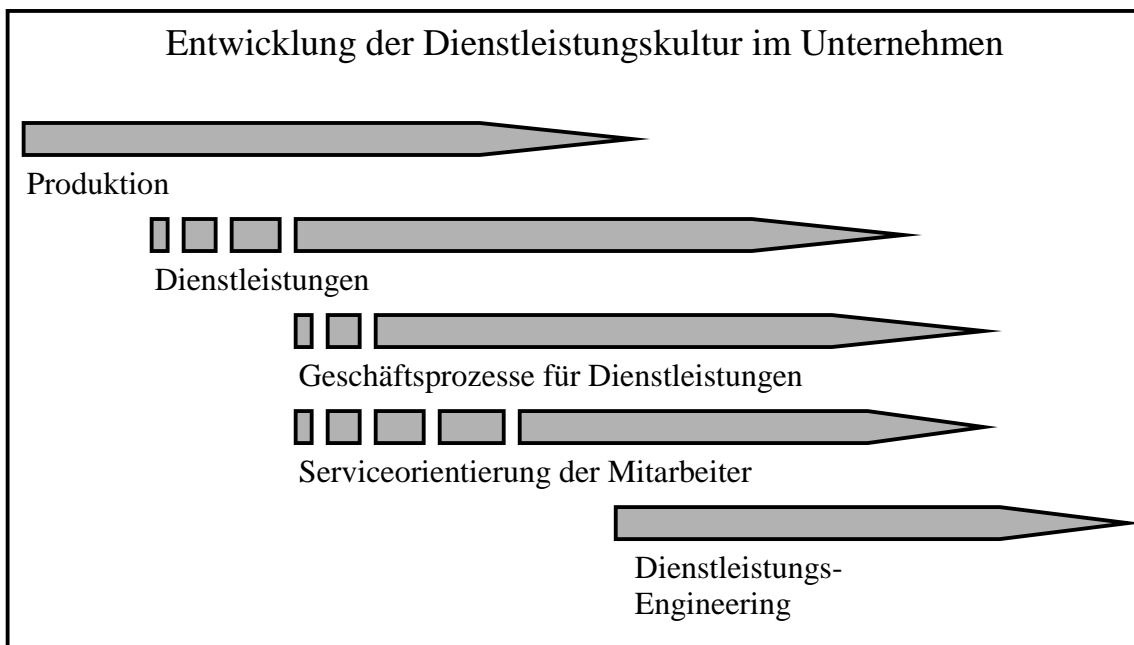 Entwicklung der Dienstleistungskultur im Unternehmen
Produktion
Dienstleistungen
Geschäftsprozesse für Dienstleistungen
Serviceorientierung der Mitarbeiter
Dienstleistungs-
Engineering